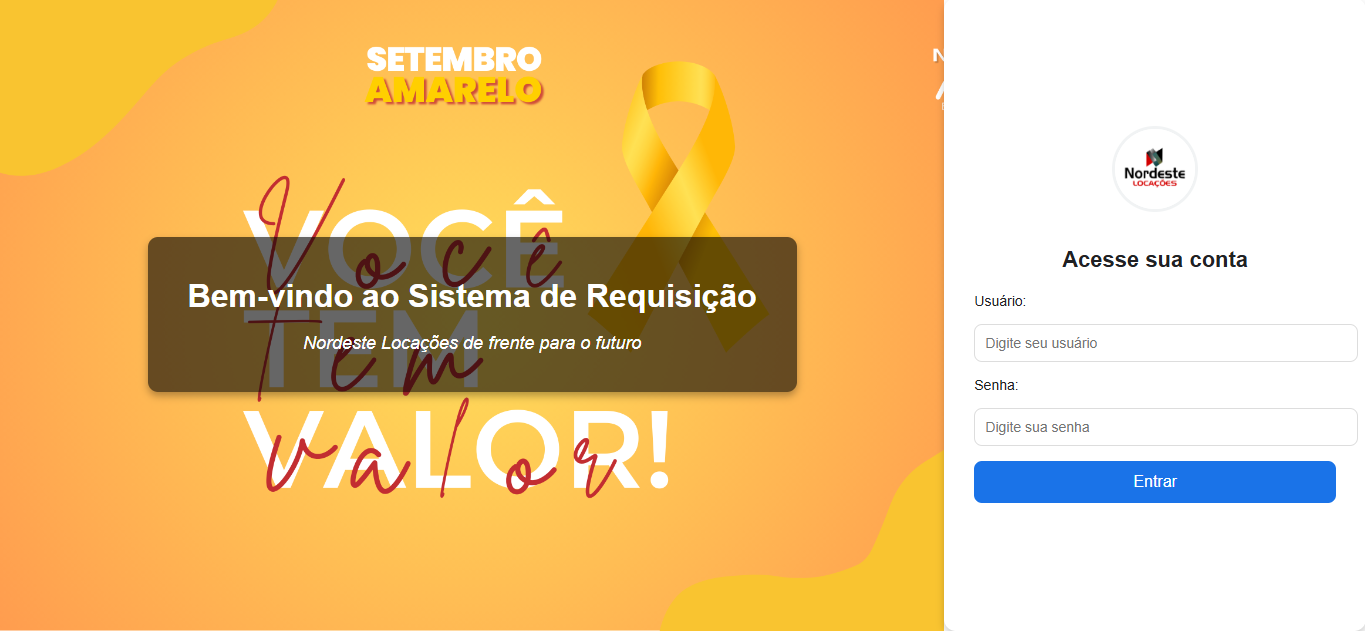 SETEMBRO
AMARELO
VOCÊ
Você
TEM
Tem
VALOR!
valor
Bem-vindo ao Sistema de Requisição
Nordeste Locações de frente para o futuro
Nordeste
LOCAÇÕES
Acesse sua conta
Usuário:
Digite seu usuário
Senha:
Digite sua senha
Entrar